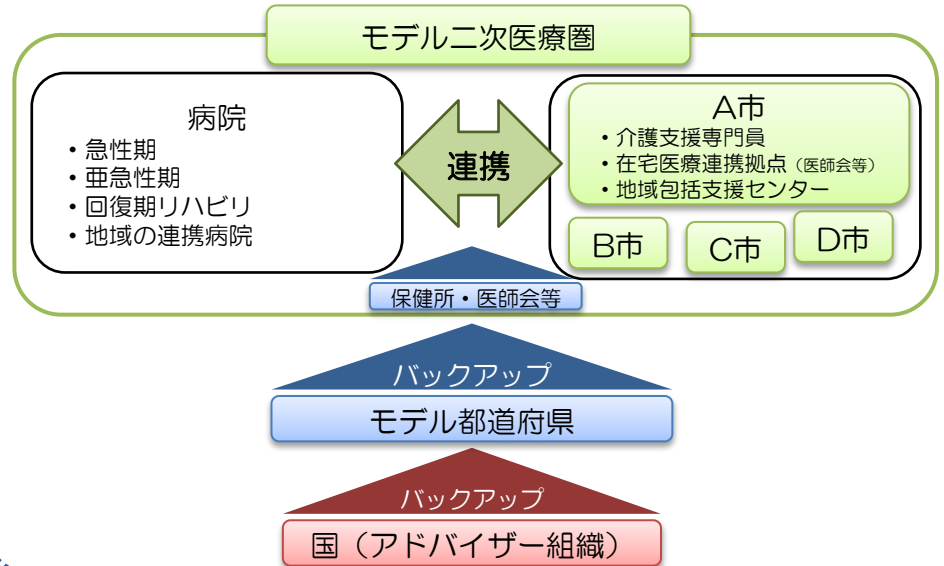 モデル二次医療圏
病院
・急性期
・亜急性期
・回復期リハビリ
・地域の連携病院
連携
A市
・介護支援専門員
・在宅医療連携拠点（医師会等）
・地域包括支援センター
B市
C市
D市
保健所・医師会等
バックアップ
モデル都道府県
バックアップ
国（アドバイザー組織）